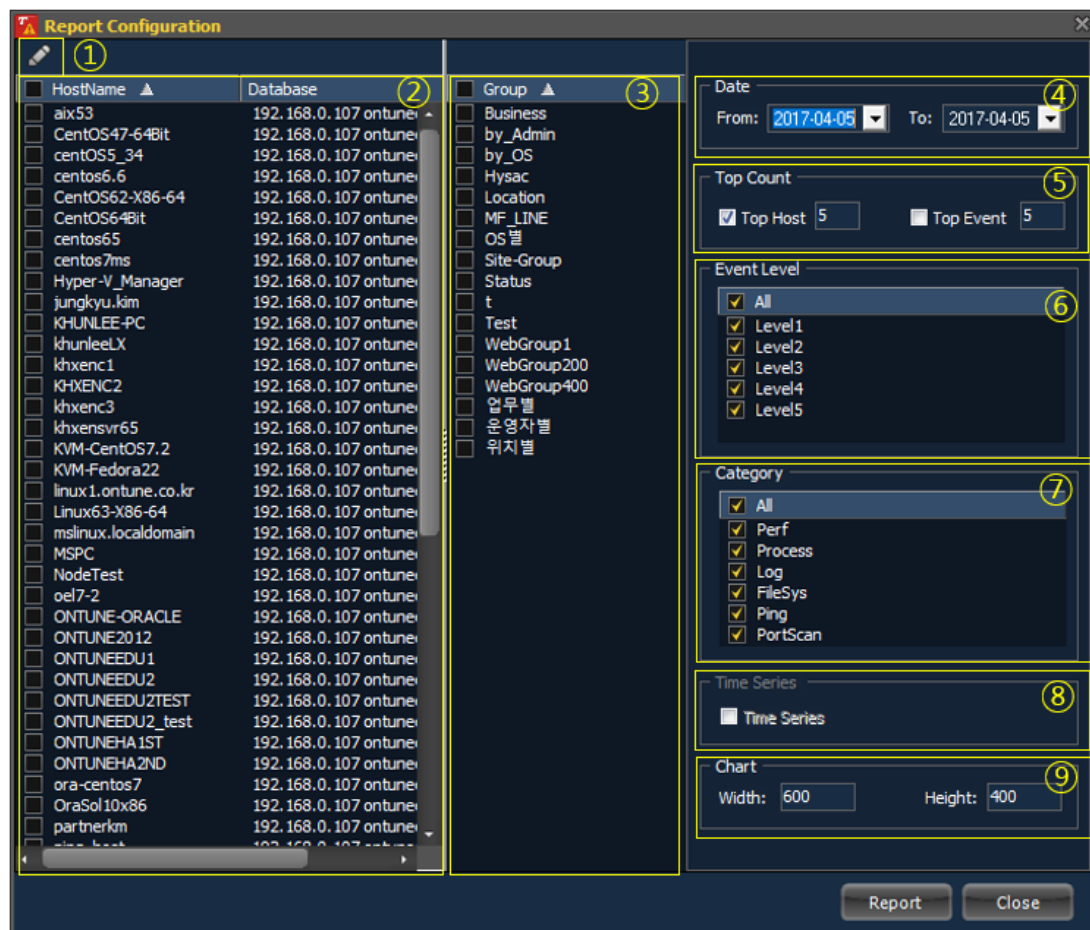 Report Configuration
①
HostName Database ②
aix53 192.168.0.107 ontune
CentOS47-64Bit 192.168.0.107 ontune
centOS5_34 192.168.0.107 ontune
centos6.6 192.168.0.107 ontune
CentOS62-X86-64 192.168.0.107 ontune
CentOS64Bit 192.168.0.107 ontune
centos65 192.168.0.107 ontune
centos7ms 192.168.0.107 ontune
Hyper-V_Manager 192.168.0.107 ontune
jungkyu.kim 192.168.0.107 ontune
KHUNLEE-PC 192.168.0.107 ontune
khunleeLX 192.168.0.107 ontune
khxenc1 192.168.0.107 ontune
KHXENC2 192.168.0.107 ontune
khxenc3 192.168.0.107 ontune
khxensvr65 192.168.0.107 ontune
KVM-CentOS7.2 192.168.0.107 ontune
KVM-Fedora22 192.168.0.107 ontune
linux1.ontune.co.kr 192.168.0.107 ontune
Linux63-X86-64 192.168.0.107 ontune
mslinux.localdomain 192.168.0.107 ontune
MSPC 192.168.0.107 ontune
NodeTest 192.168.0.107 ontune
oel7-2 192.168.0.107 ontune
ONTUNE-ORACLE 192.168.0.107 ontune
ONTUNE2012 192.168.0.107 ontune
ONTUNEEDU1 192.168.0.107 ontune
ONTUNEEDU2 192.168.0.107 ontune
ONTUNEEDU2TEST 192.168.0.107 ontune
ONTUNEEDU2_test 192.168.0.107 ontune
ONTUNEHA1ST 192.168.0.107 ontune
ONTUNEHA2ND 192.168.0.107 ontune
ora-centos7 192.168.0.107 ontune
OraSol10x86 192.168.0.107 ontune
partnerkm 192.168.0.107 ontune
Group ③
Business
by_Admin
by_OS
Hysac
Location
MF_LINE
OS별
Site-Group
Status
t
Test
WebGroup1
WebGroup200
WebGroup400
업무별
운영자별
위치별
Date ④
From: 2017-04-05 To: 2017-04-05
Top Count ⑤
Top Host 5 Top Event 5
Event Level ⑥
All
Level1
Level2
Level3
Level4
Level5
Category ⑦
All
Perf
Process
Log
FileSys
Ping
PortScan
Time Series ⑧
Time Series
Chart ⑨
Width: 600 Height: 400
Report Close